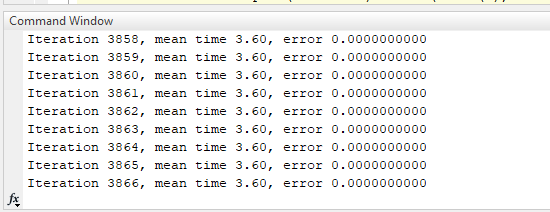 Command Window
Iteration 3858, mean time 3.60, error 0.0000000000
Iteration 3859, mean time 3.60, error 0.0000000000
Iteration 3860, mean time 3.60, error 0.0000000000
Iteration 3861, mean time 3.60, error 0.0000000000
Iteration 3862, mean time 3.60, error 0.0000000000
Iteration 3863, mean time 3.60, error 0.0000000000
Iteration 3864, mean time 3.60, error 0.0000000000
Iteration 3865, mean time 3.60, error 0.0000000000
Iteration 3866, mean time 3.60, error 0.0000000000
fx